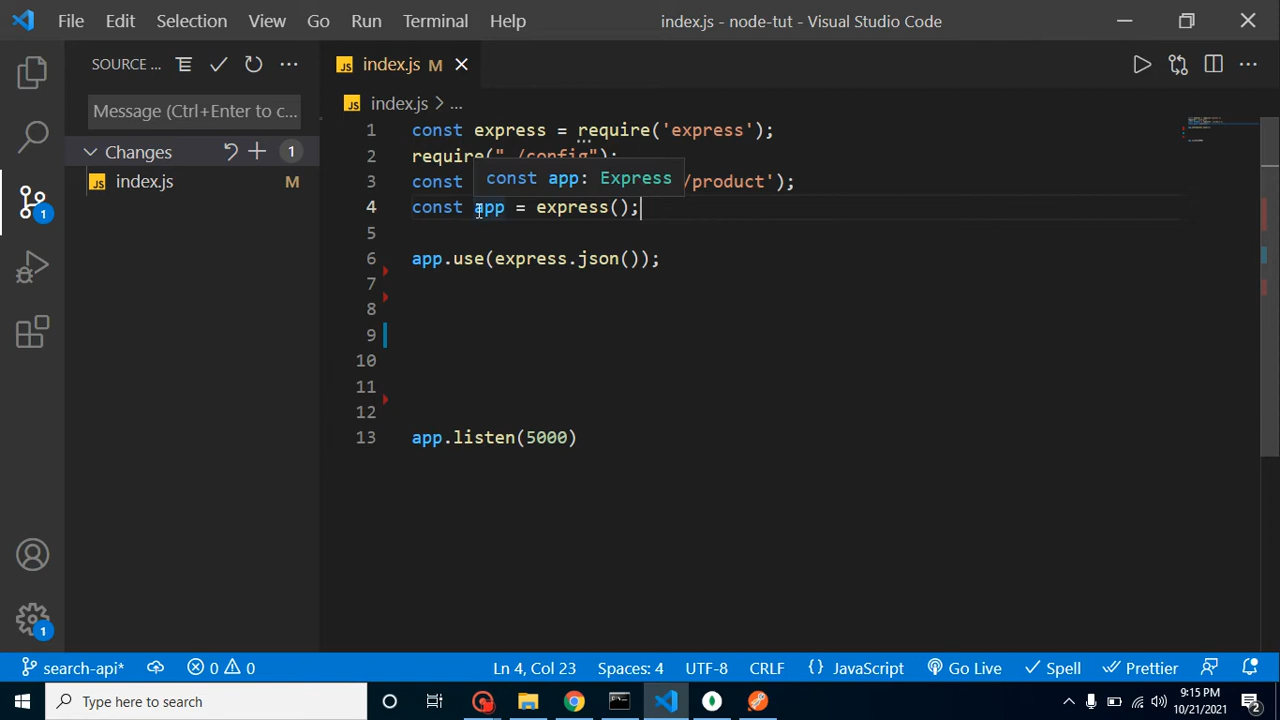 File Edit Selection View Go Run Terminal Help index.js - node-tut - Visual Studio Code
SOURCE ...
JS index.js M
Message (Ctrl+Enter to c...
JS index.js > ...
Changes 1
JS index.js M
1 const express = require('express');
2 require("./config");
const app: Express
3 const /product');
4 const app = express();
5
6 app.use(express.json());
7
8
9
10
11
12
13 app.listen(5000)
1
1
search-api* 0 0 Ln 4, Col 23 Spaces: 4 UTF-8 CRLF {} JavaScript Go Live Spell Prettier
Type here to search
9:15 PM
10/21/2021
2